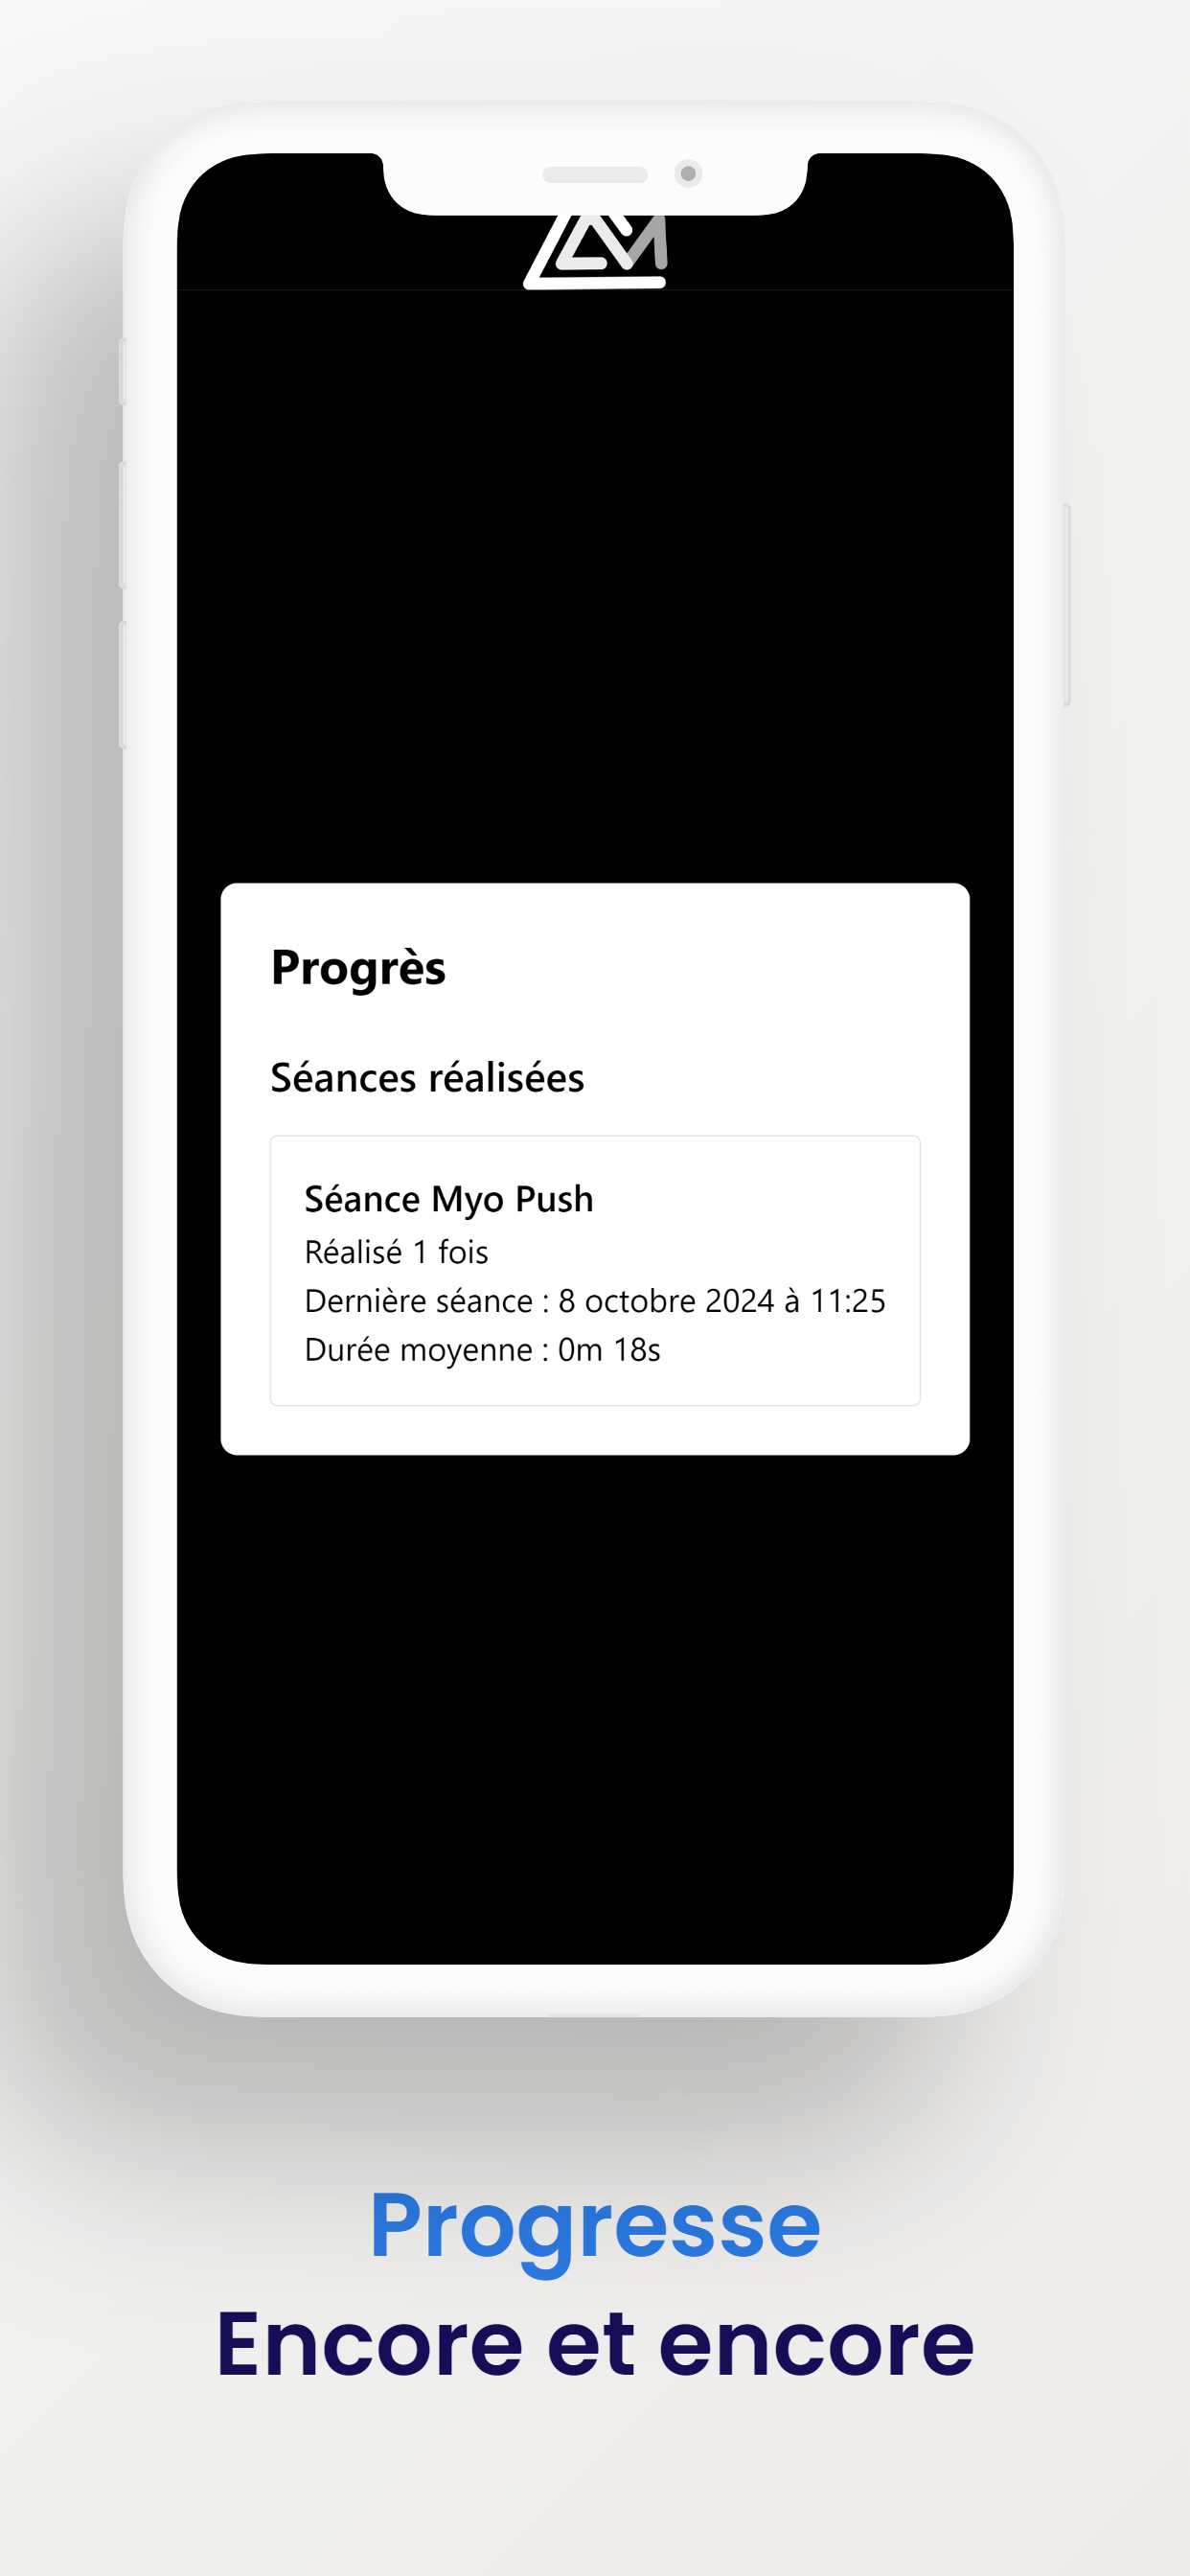 Progrès
Séances réalisées
Séance Myo Push
Réalisé 1 fois
Dernière séance : 8 octobre 2024 à 11:25
Durée moyenne : 0m 18s
Progresse
Encore et encore